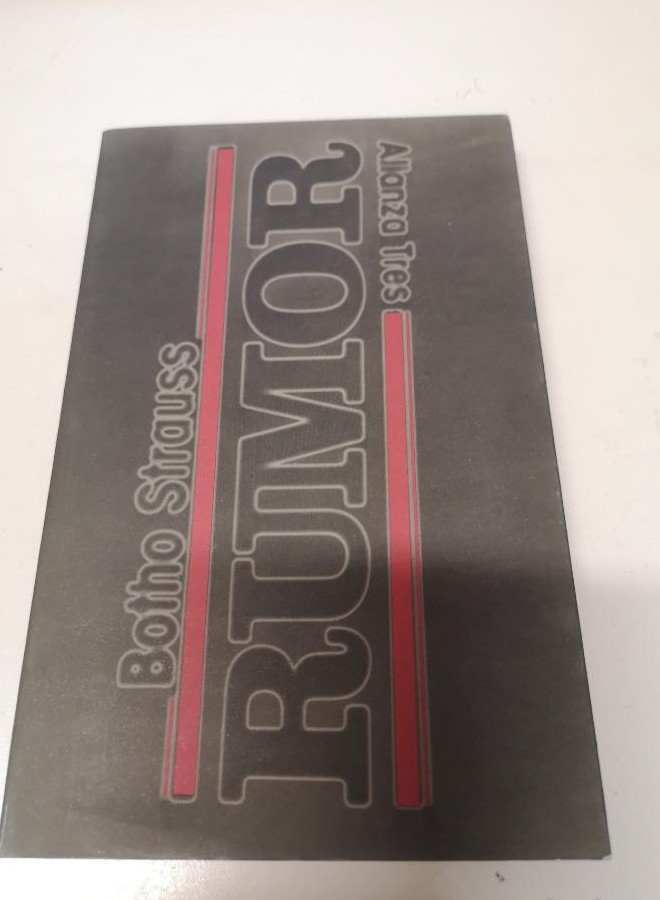 Botho Strauss
RUMOR
Alianza Tres